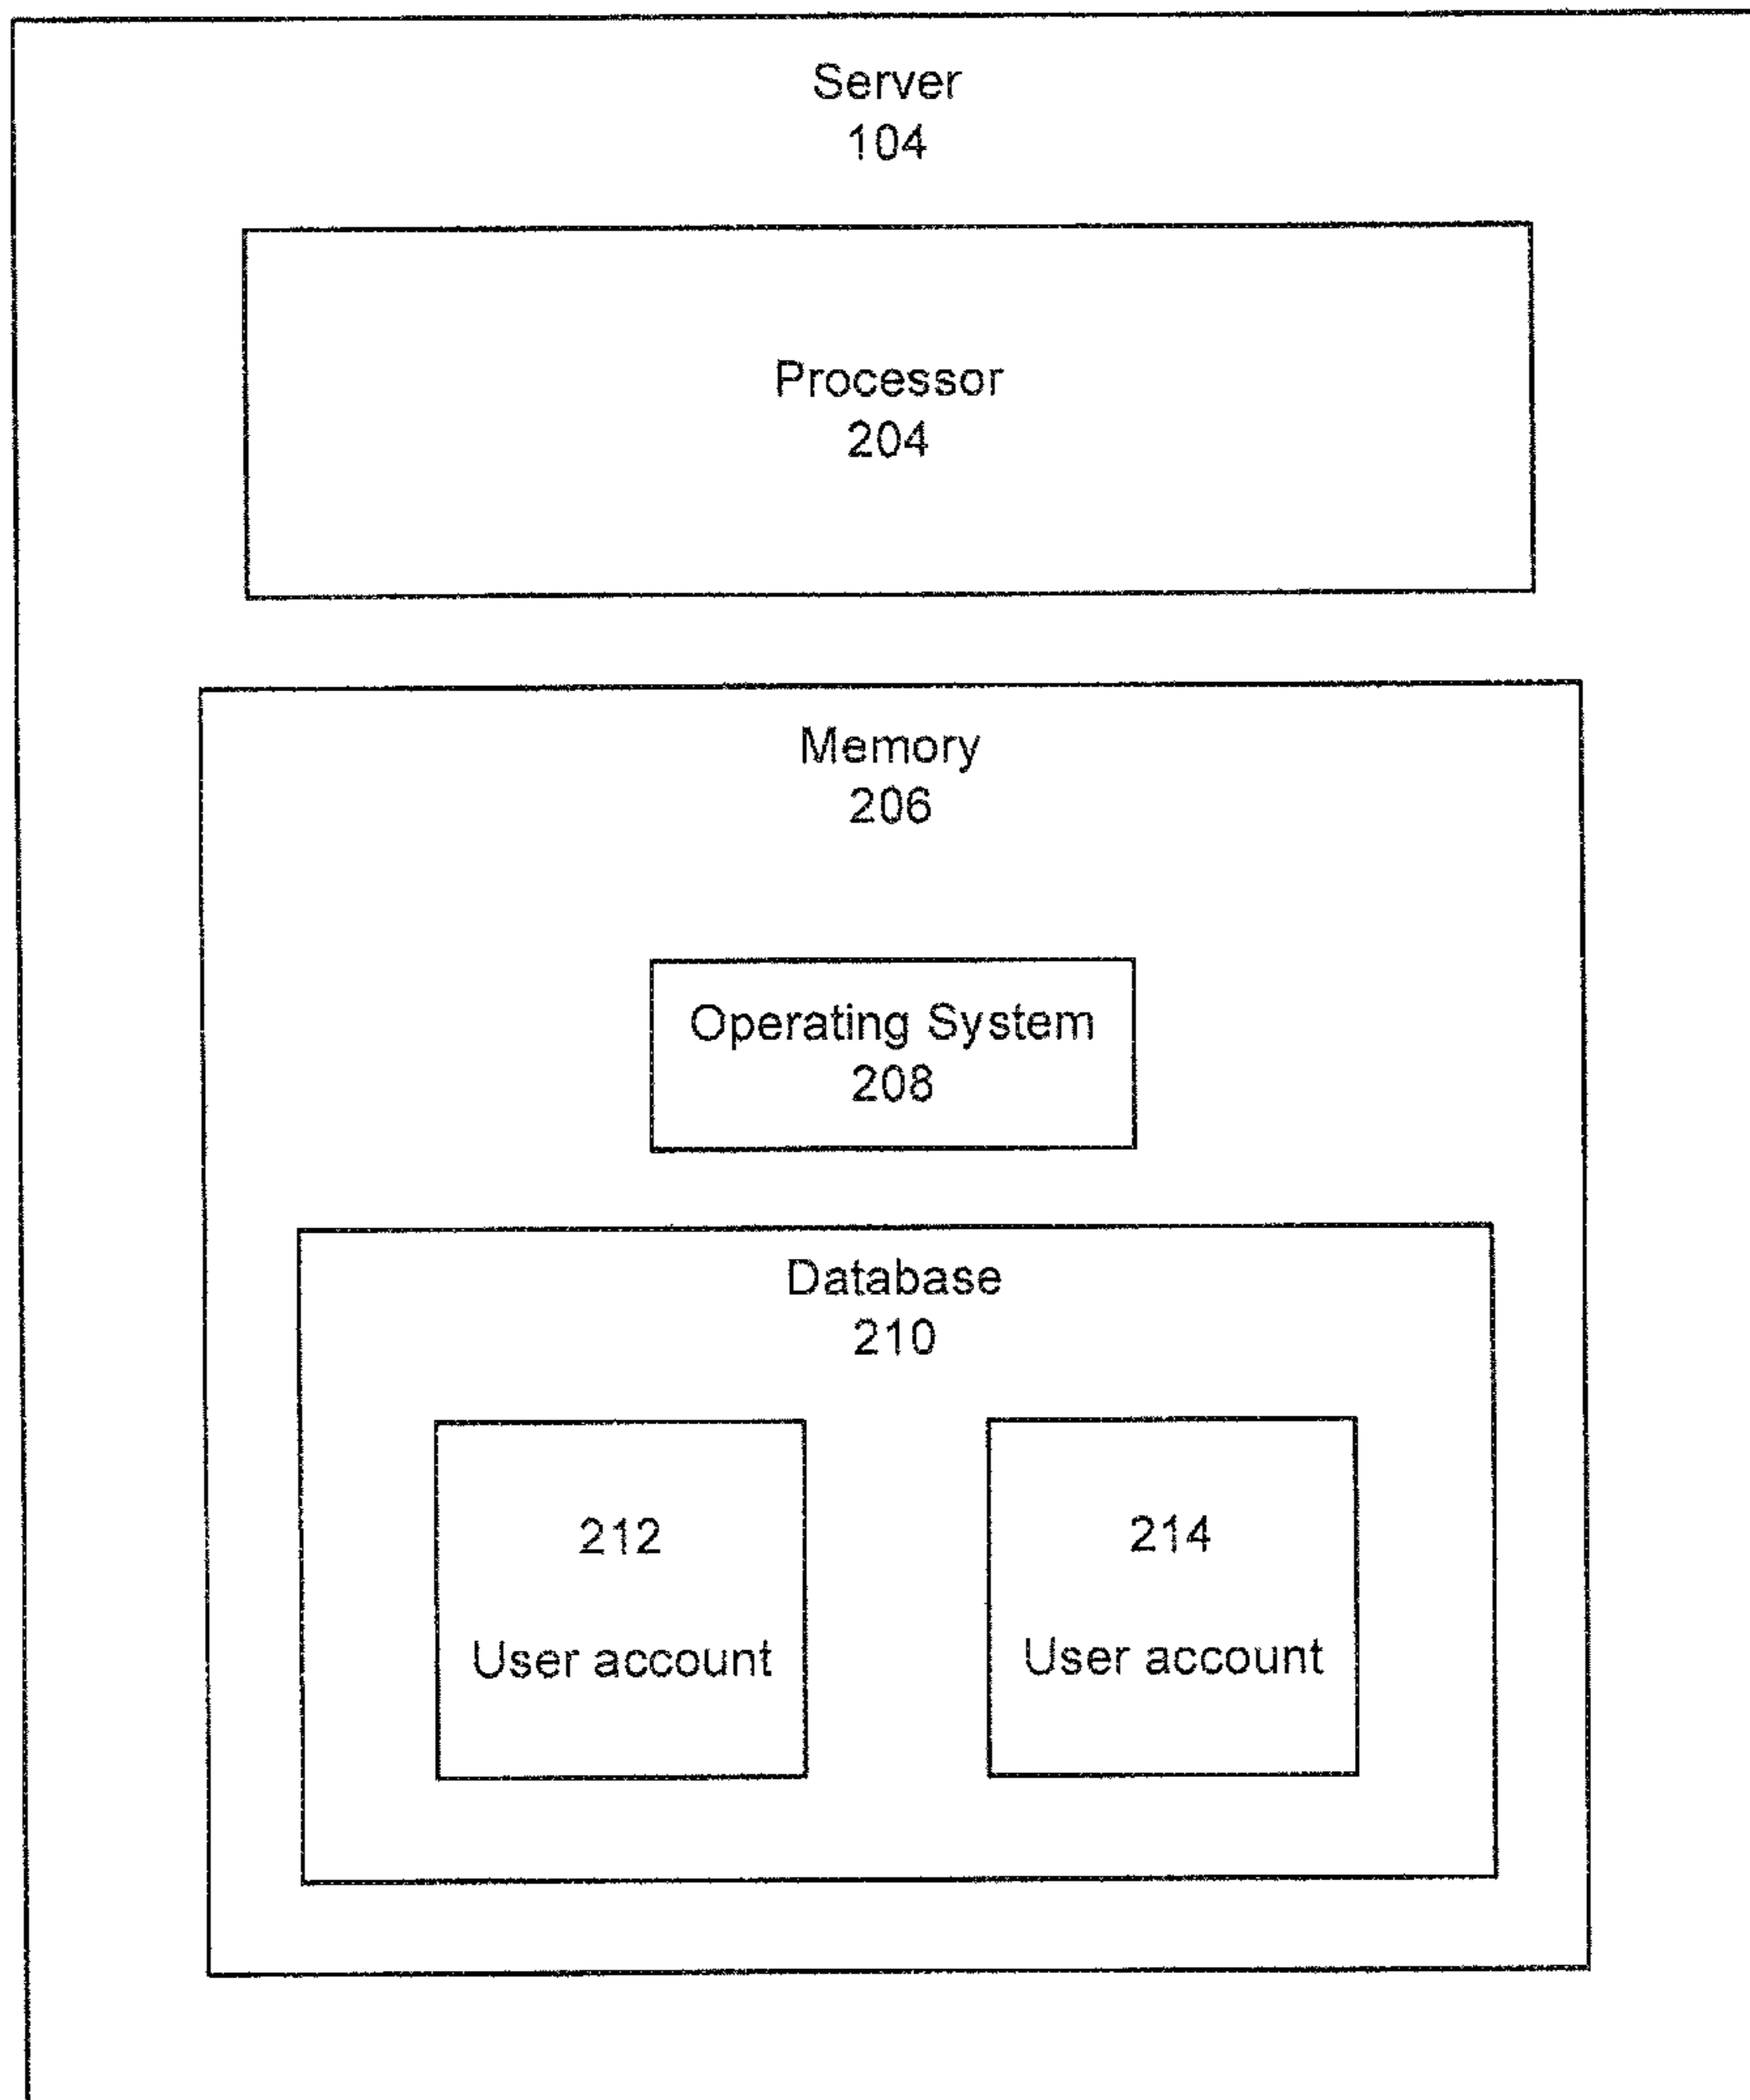 Server
104
Processor
204
Memory
206
Operating System
208
Database
210
212
User account
214
User account